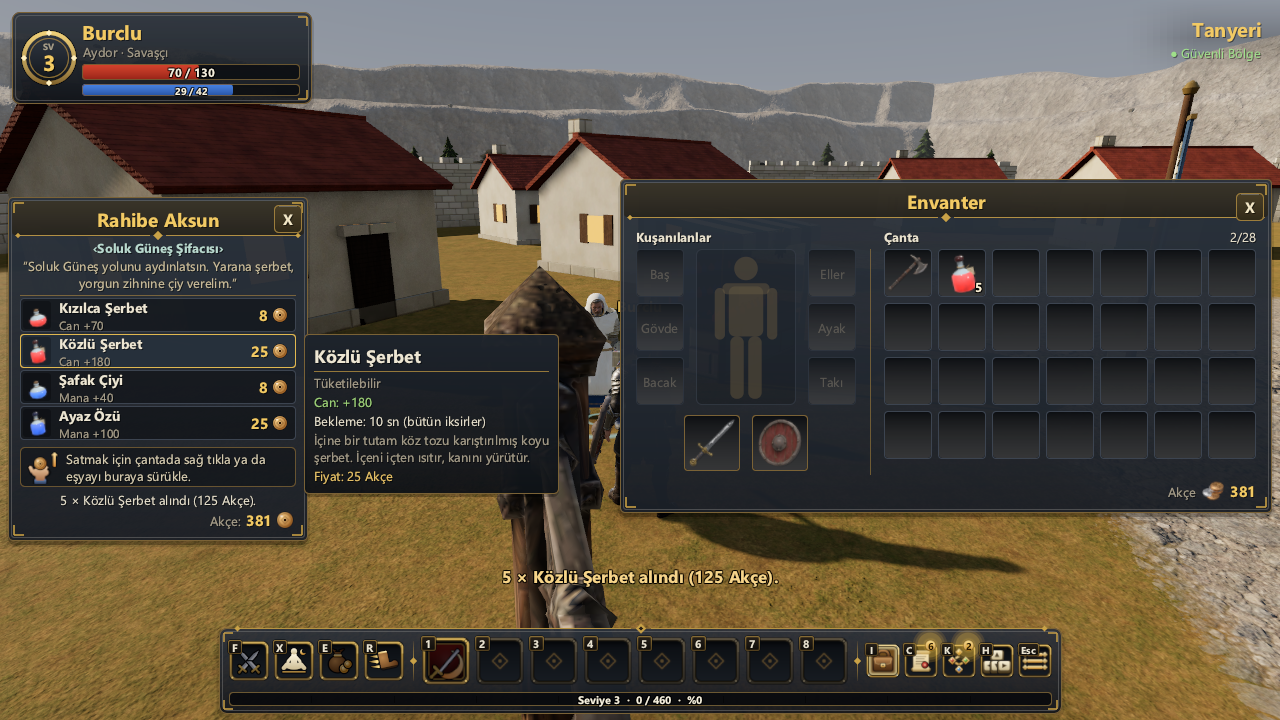 SV
3
Burclu
Aydor · Savaşçı
70 / 130
29 / 42
Tanyeri
Güvenli Bölge
Rahibe Aksun
X
‹Soluk Güneş Şifacısı›
"Soluk Güneş yolunu aydınlatsın. Yarana şerbet,
yorgun zihnine çiy verelim."
Kızılca Şerbet
Can +70
8
Közlü Şerbet
Can +180
25
Şafak Çiyi
Mana +40
8
Ayaz Özü
Mana +100
25
Satmak için çantada sağ tıkla ya da
eşyayı buraya sürükle.
5 × Közlü Şerbet alındı (125 Akçe).
Akçe: 381
Közlü Şerbet
Tüketilebilir
Can: +180
Bekleme: 10 sn (bütün iksirler)
İçine bir tutam köz tozu karıştırılmış koyu
şerbet. İçeni içten ısıtır, kanını yürütür.
Fiyat: 25 Akçe
Envanter
X
Kuşanılanlar
Baş
Gövde
Bacak
Eller
Ayak
Takı
Çanta
2/28
5
Akçe 381
5 × Közlü Şerbet alındı (125 Akçe).
F X E R 1 2 3 4 5 6 7 8 I C 6 K 2 H Esc
Seviye 3 · 0 / 460 · %0